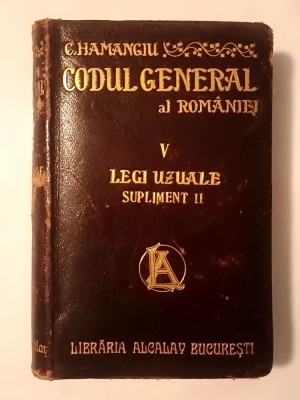 C. HAMANGIU
CODUL GENERAL
al ROMÂNIEI
V
LEGI UZUALE
SUPLIMENT II
LA
LIBRĂRIA ALCALAY BUCUREȘTI